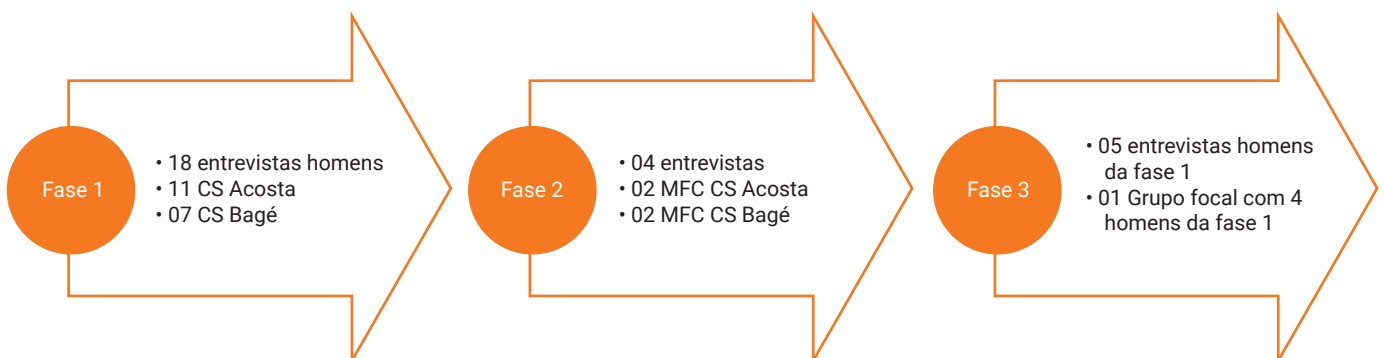 Fase 1
• 18 entrevistas homens
• 11 CS Acosta
• 07 CS Bagé
Fase 2
• 04 entrevistas
• 02 MFC CS Acosta
• 02 MFC CS Bagé
Fase 3
• 05 entrevistas homens
da fase 1
• 01 Grupo focal com 4
homens da fase 1